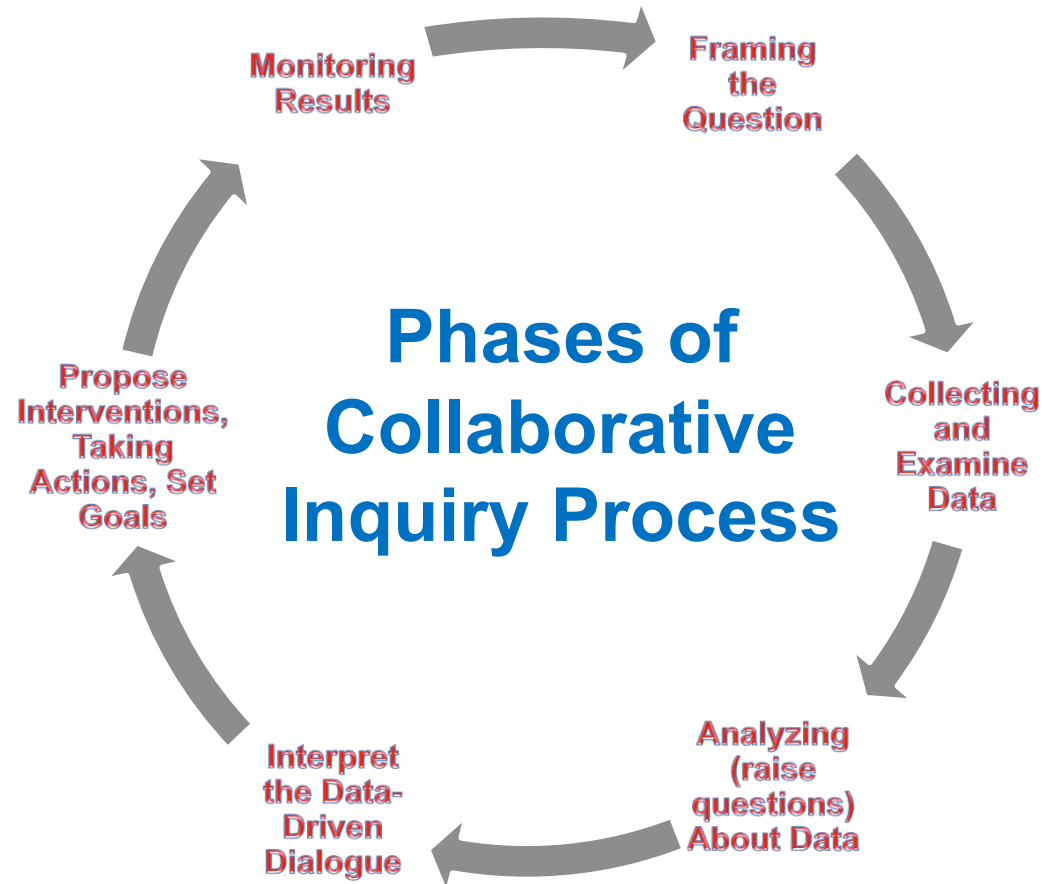 Phases of
Collaborative
Inquiry Process
Framing
the
Question
Collecting
and
Examine
Data
Analyzing
(raise
questions)
About Data
Interpret
the Data-
Driven
Dialogue
Propose
Interventions,
Taking
Actions, Set
Goals
Monitoring
Results